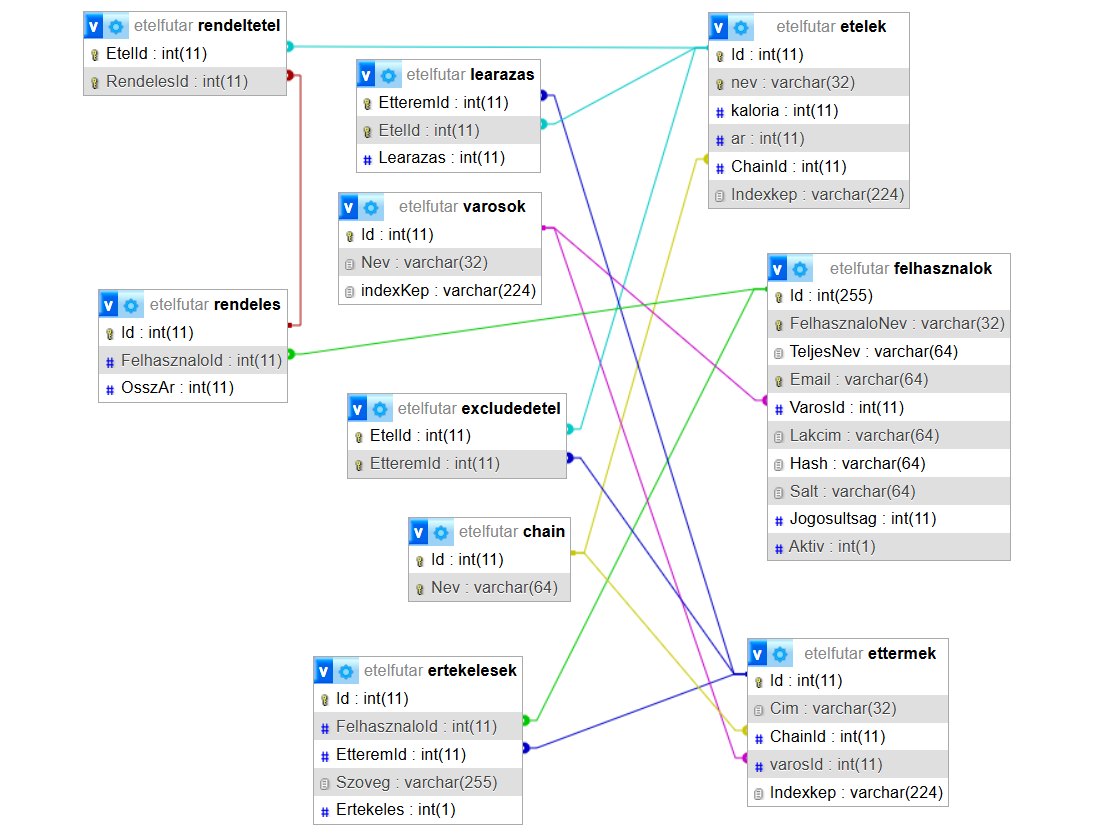 etelfutar rendeltetel
EtelId : int(11)
RendelesId : int(11)
etelfutar learazas
EtteremId : int(11)
EtelId : int(11)
Learazas : int(11)
etelfutar etelek
Id : int(11)
nev : varchar(32)
kaloria : int(11)
ar : int(11)
ChainId : int(11)
Indexkep : varchar(224)
etelfutar varosok
Id : int(11)
Nev : varchar(32)
indexKep : varchar(224)
etelfutar felhasznalok
Id : int(255)
FelhasznaloNev : varchar(32)
TeljesNev : varchar(64)
Email : varchar(64)
VarosId : int(11)
Lakcim : varchar(64)
Hash : varchar(64)
Salt : varchar(64)
Jogosultsag : int(11)
Aktiv : int(1)
etelfutar rendeles
Id : int(11)
FelhasznaloId : int(11)
OsszAr : int(11)
etelfutar excludedetel
EtelId : int(11)
EtteremId : int(11)
etelfutar chain
Id : int(11)
Nev : varchar(64)
etelfutar ertekelesek
Id : int(11)
FelhasznaloId : int(11)
EtteremId : int(11)
Szoveg : varchar(255)
Ertekeles : int(1)
etelfutar ettermek
Id : int(11)
Cim : varchar(32)
ChainId : int(11)
varosId : int(11)
Indexkep : varchar(224)